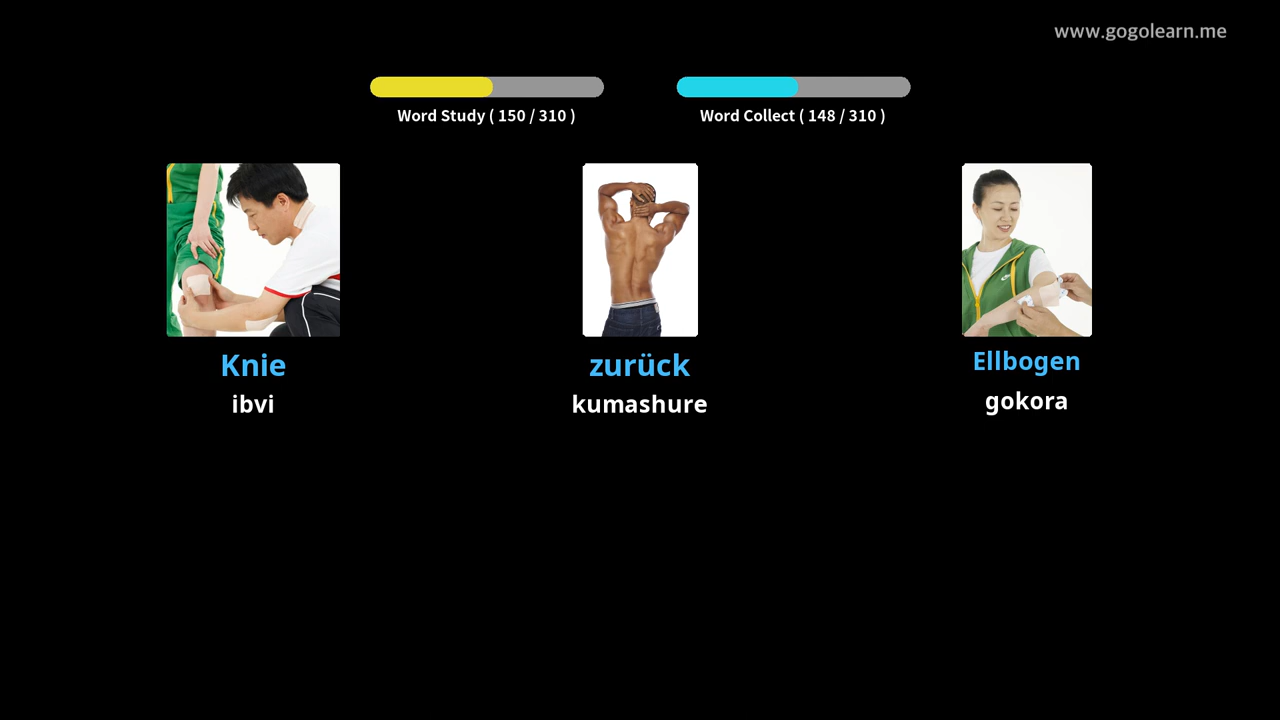 www.gogolearn.me
Word Study ( 150 / 310 )
Word Collect ( 148 / 310 )
Knie
ibvi
zurück
kumashure
Ellbogen
gokora